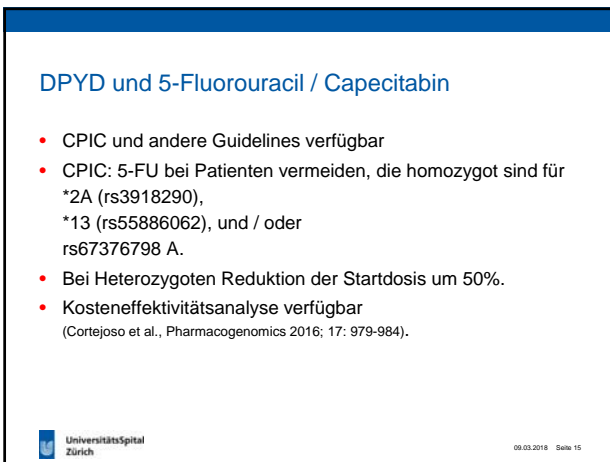 DPYD und 5-Fluorouracil / Capecitabin
• CPIC und andere Guidelines verfügbar
• CPIC: 5-FU bei Patienten vermeiden, die homozygot sind für
*2A (rs3918290),
*13 (rs55886062), und / oder
rs67376798 A.
• Bei Heterozygoten Reduktion der Startdosis um 50%.
• Kosteneffektivitätsanalyse verfügbar
(Cortejoso et al., Pharmacogenomics 2016; 17: 979-984).
UniversitätsSpital
Zürich
09.03.2018 Seite 15